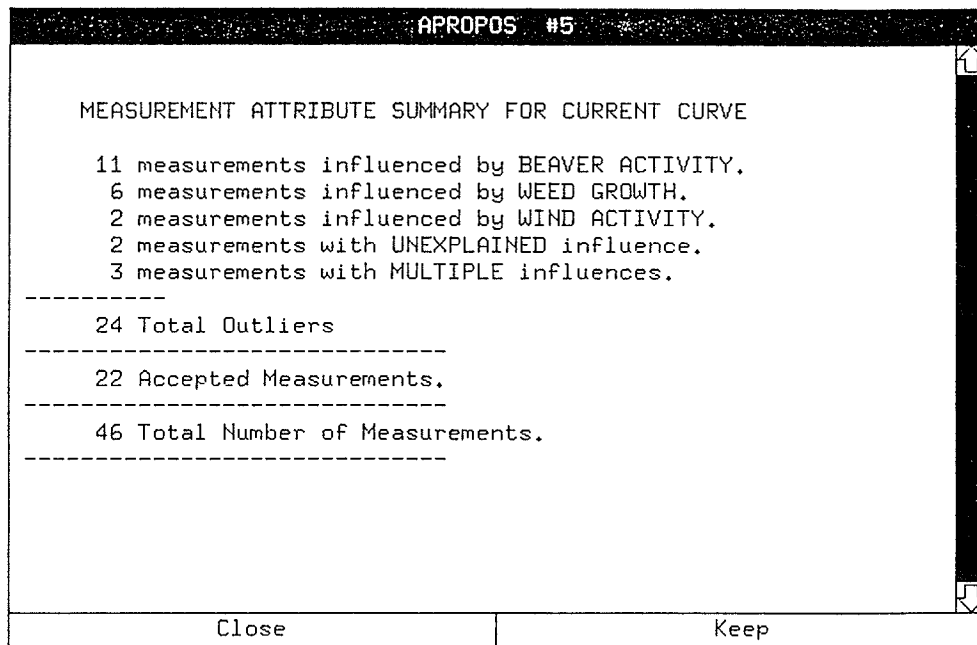 APROPOS #5
MEASUREMENT ATTRIBUTE SUMMARY FOR CURRENT CURVE
11 measurements influenced by BEAVER ACTIVITY.
6 measurements influenced by WEED GROWTH.
2 measurements influenced by WIND ACTIVITY.
2 measurements with UNEXPLAINED influence.
3 measurements with MULTIPLE influences.
----------
24 Total Outliers
------------------------------
22 Accepted Measurements.
------------------------------
46 Total Number of Measurements.
------------------------------
Close Keep